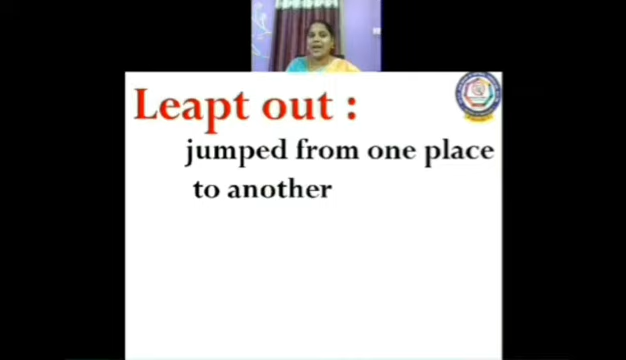 Leapt out :
jumped from one place
to another